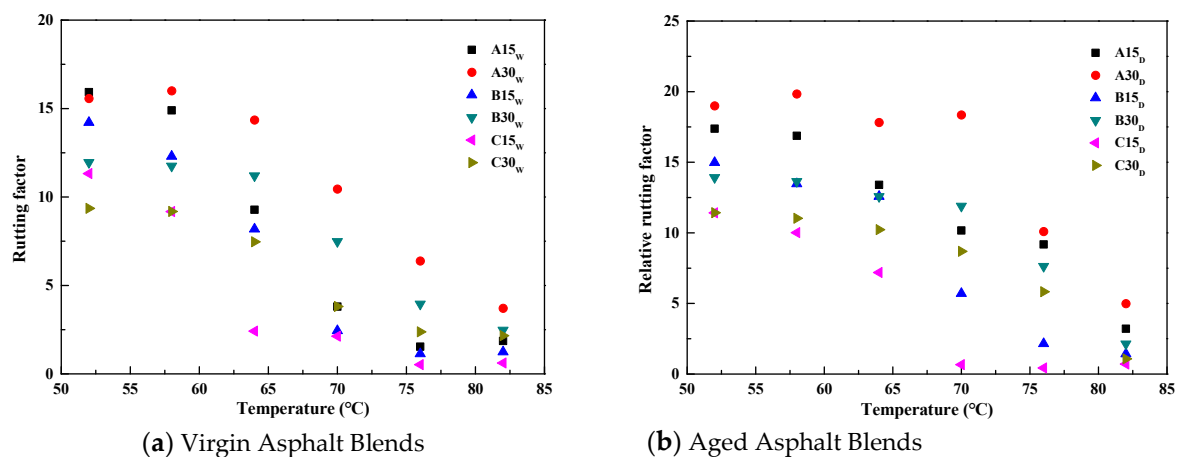 20
15
10
5
0
50 55 60 65 70 75 80 85
Rutting factor
Temperature (°C)
A15W
A30W
B15W
B30W
C15W
C30W
(a) Virgin Asphalt Blends
25
20
15
10
5
0
50 55 60 65 70 75 80 85
Relative rutting factor
Temperature (°C)
A15D
A30D
B15D
B30D
C15D
C30D
(b) Aged Asphalt Blends